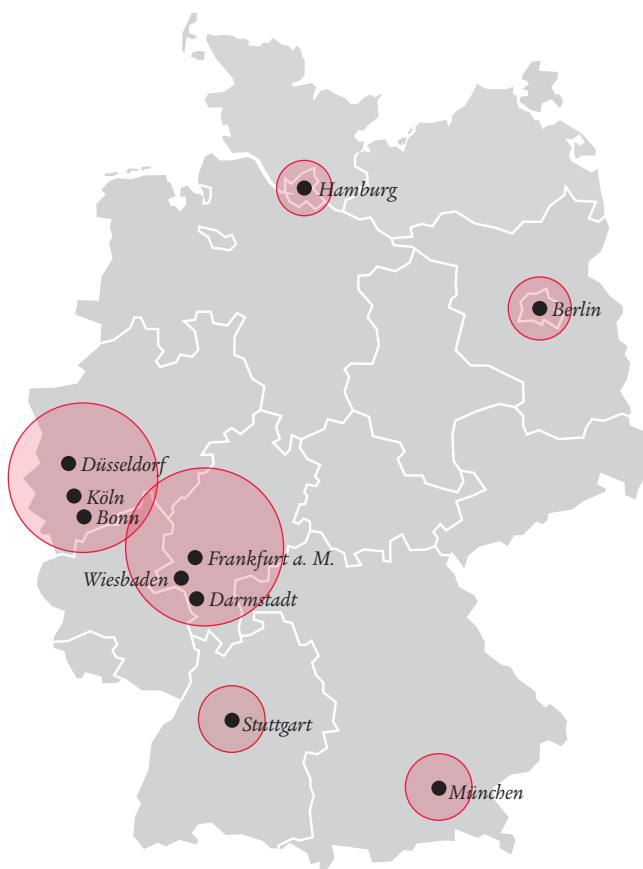 Hamburg
Berlin
Düsseldorf
Köln
Bonn
Frankfurt a. M.
Wiesbaden
Darmstadt
Stuttgart
München